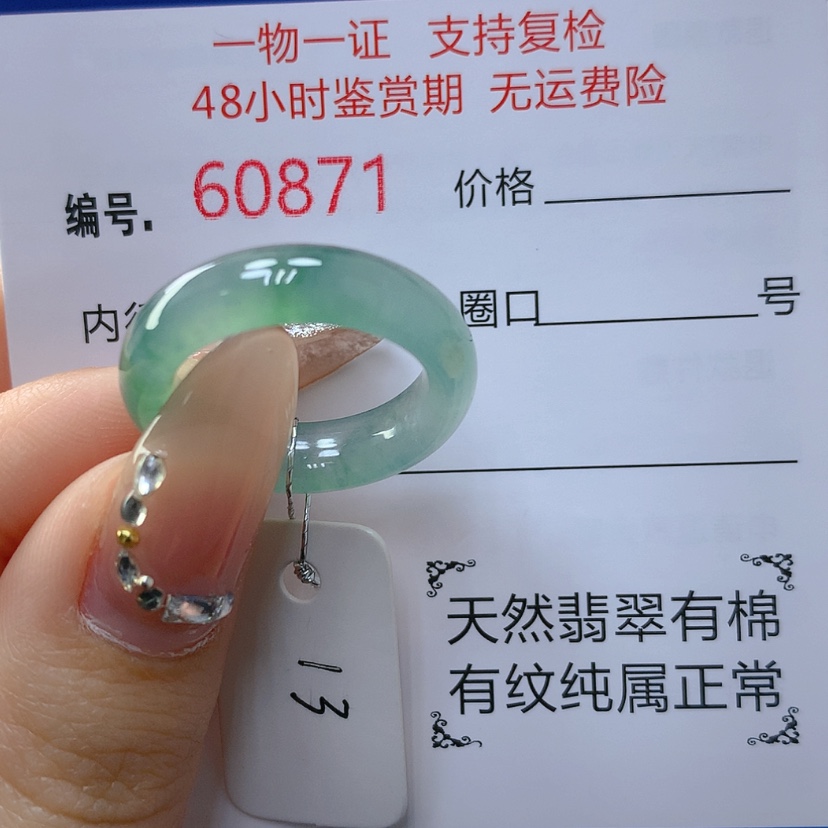 一物一证 支持复检
48小时鉴赏期 无运费险
编号. 60871 价格
内 圈口 号
天然翡翠有棉
有纹纯属正常
13